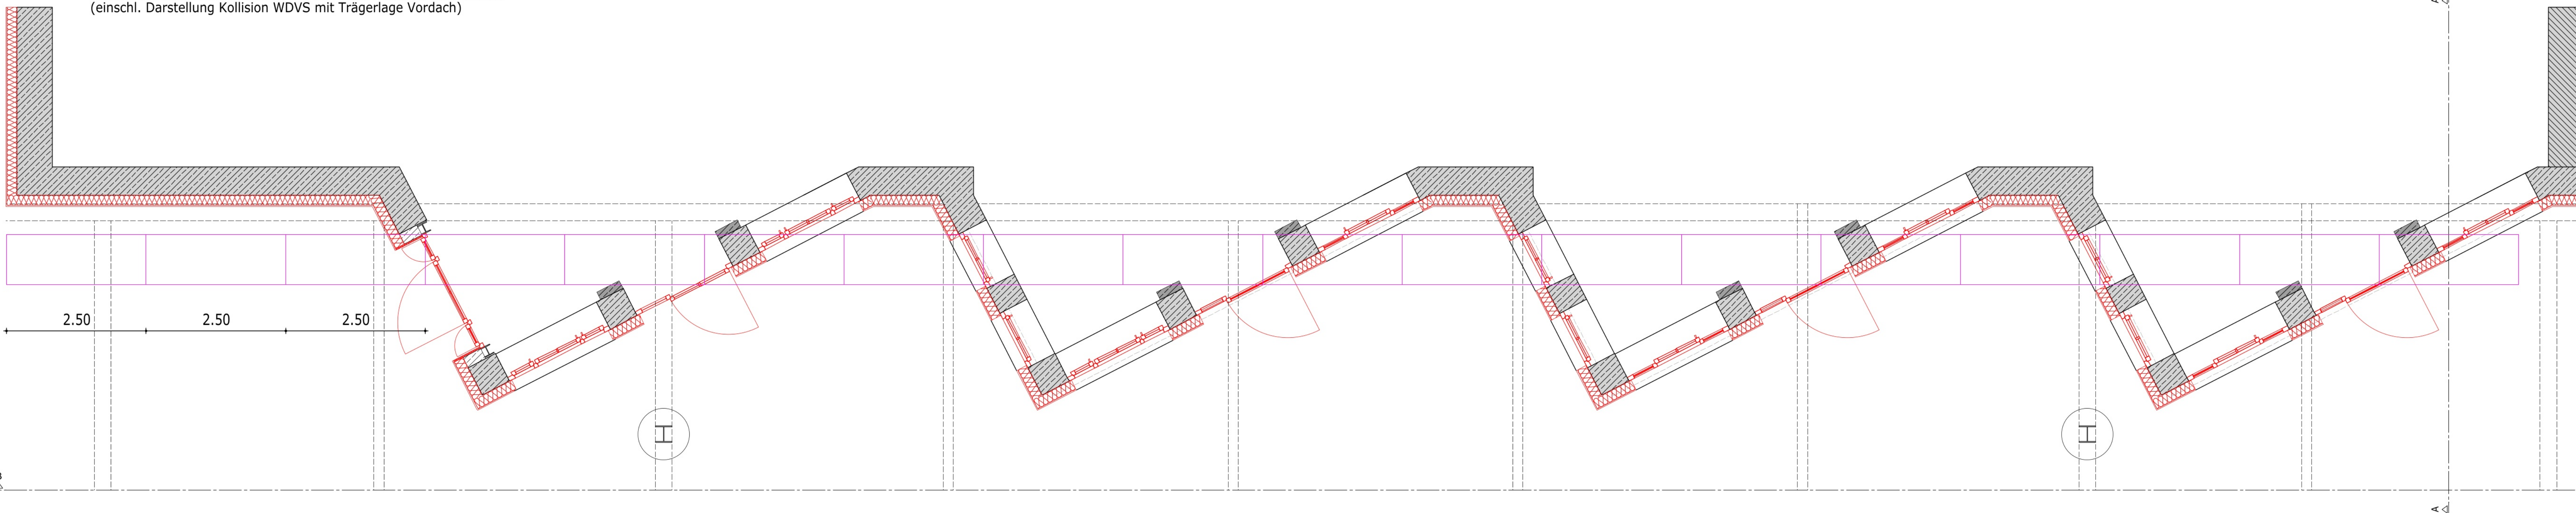 (einschl. Darstellung Kollision WDVS mit Trägerlage Vordach)
2.50 2.50 2.50
A
A